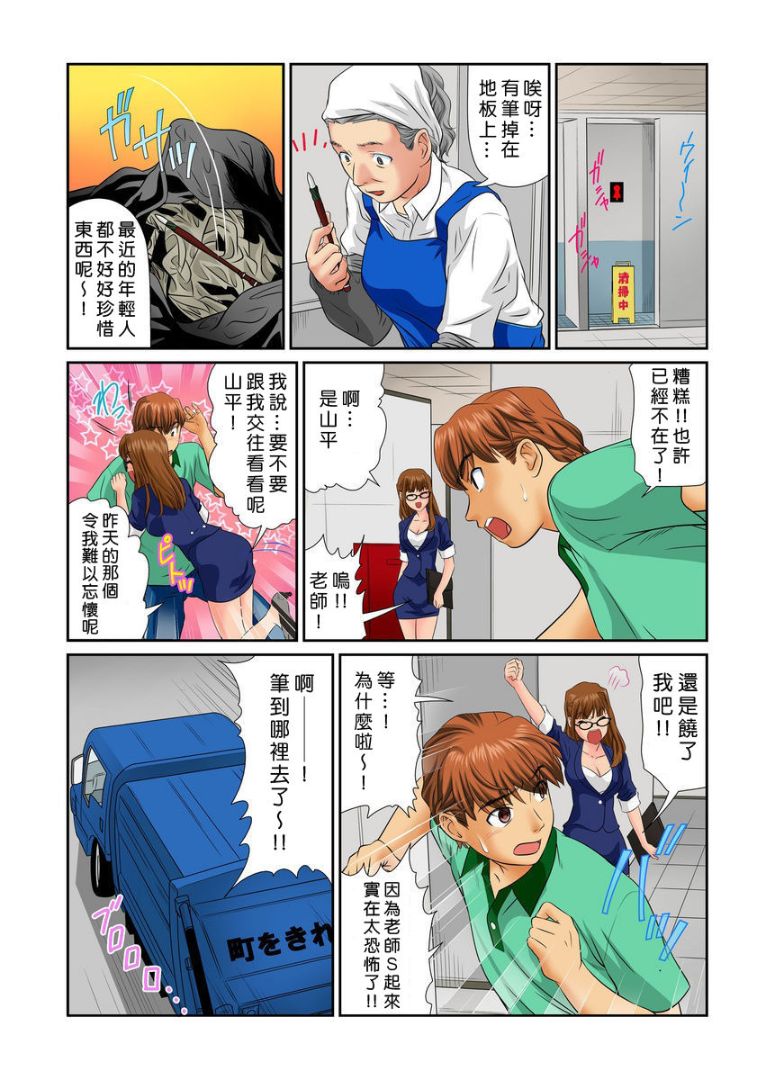 ウィーン
ガシャ
ガシャ
清掃中
唉呀…
有筆掉在
地板上…
ガサッ
ガサッ
最近的年輕人
都不好好珍惜
東西呢～！
糟糕!!也許
已經不在了！
啊…
是山平
嗚!!
老師！
我說…要不要
跟我交往看看呢
山平！
わっ
昨天的那個
令我難以忘懷呢
ピトッ
還是饒了
我吧!!
等…！
為什麼啦～！
因為老師S起來
實在太恐怖了!!
啊——！
筆到哪裡去了～!!
町をきれ
ブロロロ…